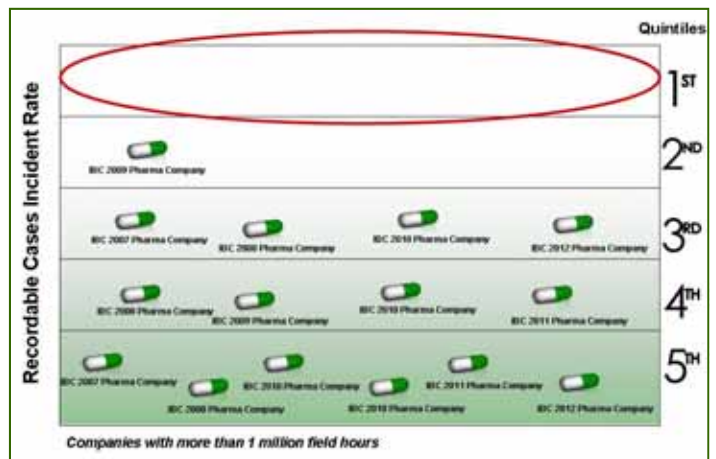 Quintiles
Recordable Cases Incident Rate
1ST
2ND
IBC 2009 Pharma Company
3RD
IBC 2007 Pharma Company
IBC 2008 Pharma Company
IBC 2010 Pharma Company
IBC 2012 Pharma Company
4TH
IBC 2008 Pharma Company
IBC 2009 Pharma Company
IBC 2010 Pharma Company
IBC 2011 Pharma Company
5TH
IBC 2007 Pharma Company
IBC 2008 Pharma Company
IBC 2010 Pharma Company
IBC 2010 Pharma Company
IBC 2011 Pharma Company
IBC 2012 Pharma Company
Companies with more than 1 million field hours